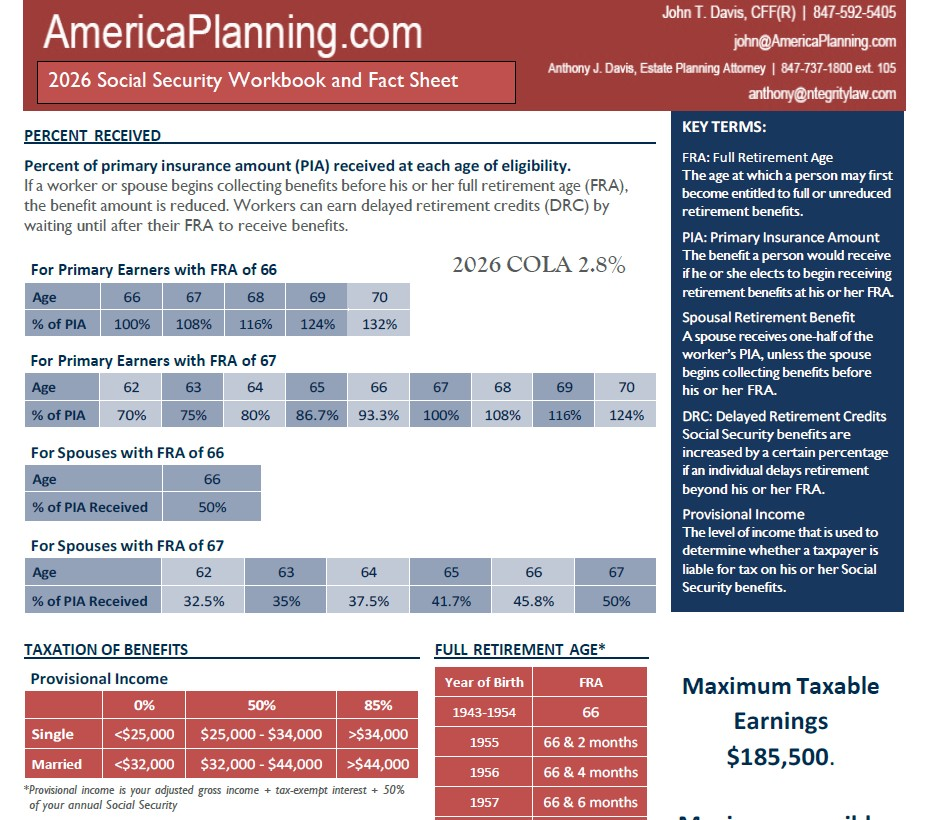 AmericaPlanning.com
2026 Social Security Workbook and Fact Sheet
John T. Davis, CFF(R) | 847-592-5405
john@AmericaPlanning.com
Anthony J. Davis, Estate Planning Attorney | 847-737-1800 ext. 105
anthony@ntegritylaw.com
PERCENT RECEIVED
Percent of primary insurance amount (PIA) received at each age of eligibility.
If a worker or spouse begins collecting benefits before his or her full retirement age (FRA),
the benefit amount is reduced. Workers can earn delayed retirement credits (DRC) by
waiting until after their FRA to receive benefits.
2026 COLA 2.8%
For Primary Earners with FRA of 66
Age 66 67 68 69 70
% of PIA 100% 108% 116% 124% 132%
For Primary Earners with FRA of 67
Age 62 63 64 65 66 67 68 69 70
% of PIA 70% 75% 80% 86.7% 93.3% 100% 108% 116% 124%
For Spouses with FRA of 66
Age 66
% of PIA Received 50%
For Spouses with FRA of 67
Age 62 63 64 65 66 67
% of PIA Received 32.5% 35% 37.5% 41.7% 45.8% 50%
KEY TERMS:
FRA: Full Retirement Age
The age at which a person may first
become entitled to full or unreduced
retirement benefits.
PIA: Primary Insurance Amount
The benefit a person would receive
if he or she elects to begin receiving
retirement benefits at his or her FRA.
Spousal Retirement Benefit
A spouse receives one-half of the
worker's PIA, unless the spouse
begins collecting benefits before
his or her FRA.
DRC: Delayed Retirement Credits
Social Security benefits are
increased by a certain percentage
if an individual delays retirement
beyond his or her FRA.
Provisional Income
The level of income that is used to
determine whether a taxpayer is
liable for tax on his or her Social
Security benefits.
TAXATION OF BENEFITS
Provisional Income
0% 50% 85%
Single <$25,000 $25,000 - $34,000 >$34,000
Married <$32,000 $32,000 - $44,000 >$44,000
*Provisional income is your adjusted gross income + tax-exempt interest + 50%
of your annual Social Security
FULL RETIREMENT AGE*
Year of Birth FRA
1943-1954 66
1955 66 & 2 months
1956 66 & 4 months
1957 66 & 6 months
Maximum Taxable
Earnings
$185,500.